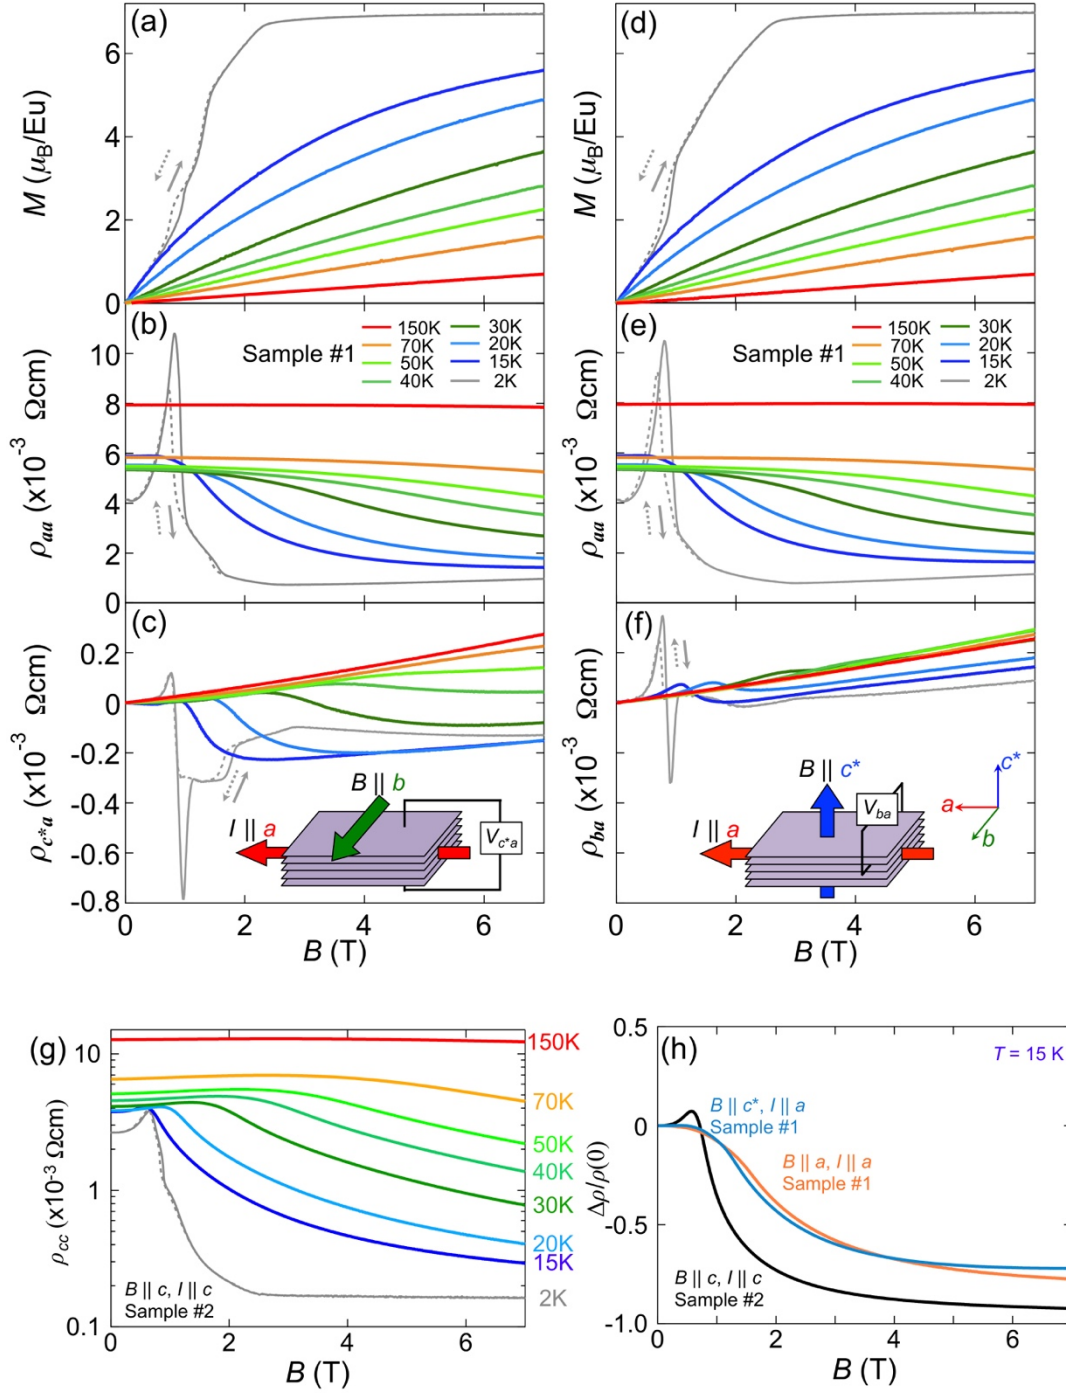 (a)
6
4
2
0
M (μB/Eu)
(d)
6
4
2
0
M (μB/Eu)
(b)
Sample #1
150K
70K
50K
40K
30K
20K
15K
2K
10
8
6
4
2
0
ρaa (x10⁻³ Ωcm)
(e)
Sample #1
150K
70K
50K
40K
30K
20K
15K
2K
10
8
6
4
2
0
ρaa (x10⁻³ Ωcm)
(c)
0.2
0
-0.2
-0.4
-0.6
-0.8
ρc*a (x10⁻³ Ωcm)
B || b
I || a
Vc*a
0 2 4 6
B (T)
(f)
ρba (x10⁻³ Ωcm)
B || c*
Vba
I || a
c*
a
b
0 2 4 6
B (T)
(g)
10
1
0.1
ρcc (x10⁻³ Ωcm)
150K
70K
50K
40K
30K
20K
15K
2K
B || c, I || c
Sample #2
0 2 4 6
B (T)
(h)
T = 15 K
0.5
0
-0.5
-1.0
Δρ/ρ(0)
B || c*, I || a
Sample #1
B || a, I || a
Sample #1
B || c, I || c
Sample #2
0 2 4 6
B (T)